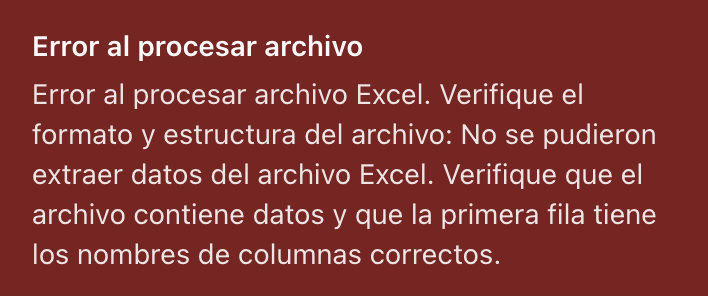 Error al procesar archivo
Error al procesar archivo Excel. Verifique el
formato y estructura del archivo: No se pudieron
extraer datos del archivo Excel. Verifique que el
archivo contiene datos y que la primera fila tiene
los nombres de columnas correctos.